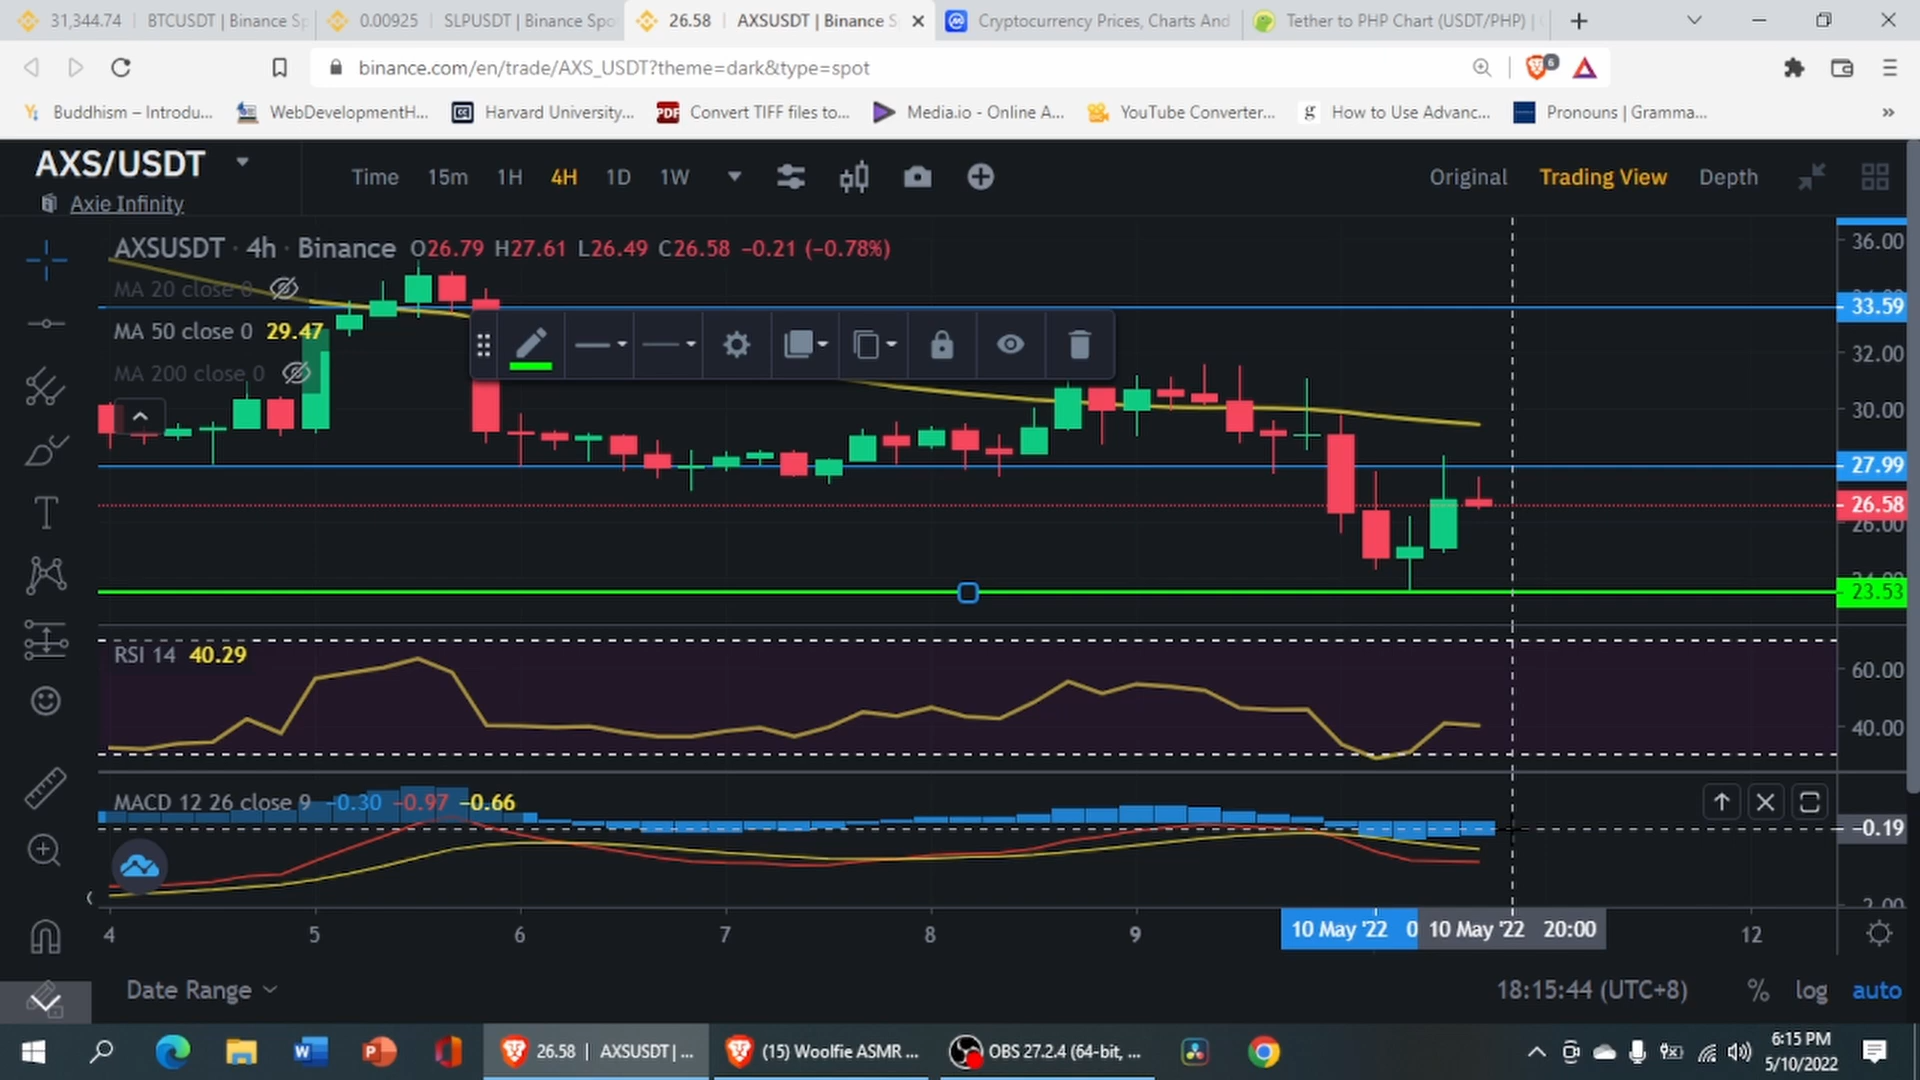 31,344.74 | BTCUSDT | Binance Sp
0.00925 | SLPUSDT | Binance Spo
26.58 | AXSUSDT | Binance S
Cryptocurrency Prices, Charts And
Tether to PHP Chart (USDT/PHP) |
binance.com/en/trade/AXS_USDT?theme=dark&type=spot
6
Buddhism – Introdu...
WebDevelopmentH...
Harvard University...
PDF
Convert TIFF files to...
Media.io - Online A...
YouTube Converter...
g
How to Use Advanc...
Pronouns | Gramma...
»
AXS/USDT
Axie Infinity
Time 15m 1H 4H 1D 1W
Original Trading View Depth
AXSUSDT · 4h · Binance O26.79 H27.61 L26.49 C26.58 −0.21 (−0.78%)
MA 20 close 0
MA 50 close 0 29.47
MA 200 close 0
36.00
33.59
32.00
30.00
27.99
26.58
26.00
23.53
RSI 14 40.29
60.00
40.00
MACD 12 26 close 9 −0.30 −0.97 −0.66
−0.19
4 5 6 7 8 9 10 May '22 0 10 May '22 20:00 12
Date Range
18:15:44 (UTC+8) % log auto
26.58 | AXSUSDT | ...
(15) Woolfie ASMR ...
OBS 27.2.4 (64-bit, ...
6:15 PM
5/10/2022